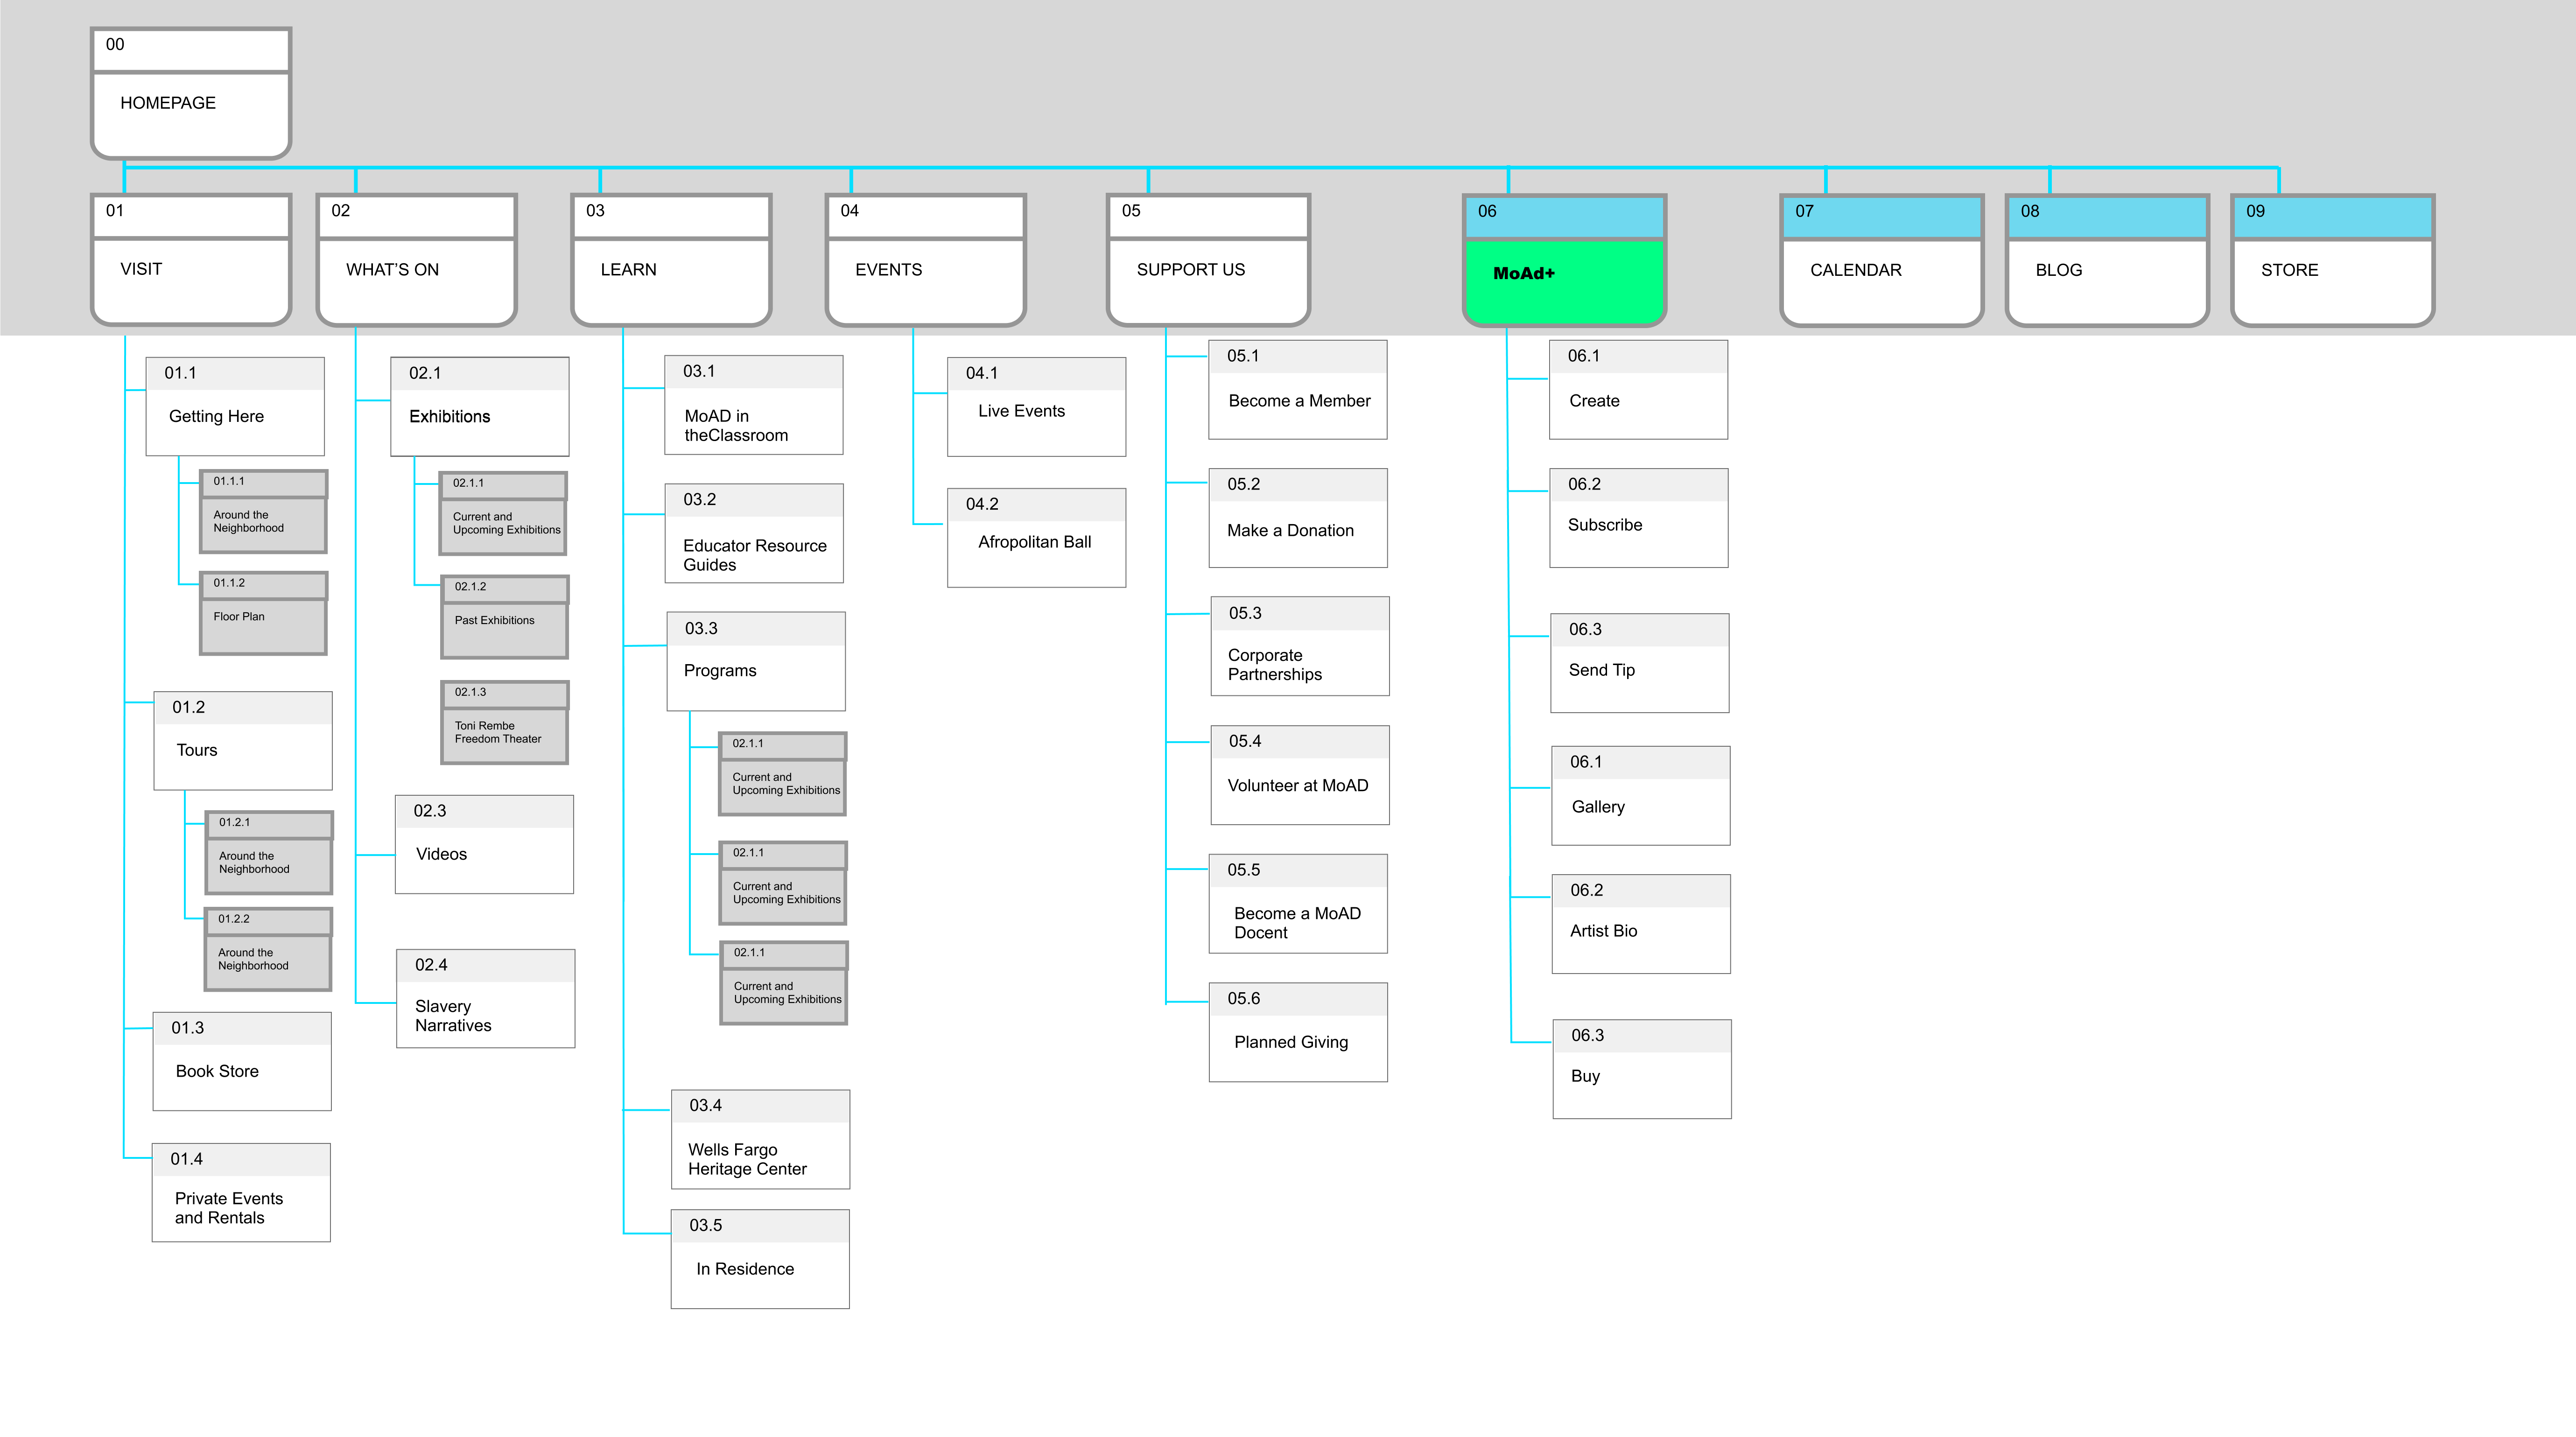 00
HOMEPAGE
01
VISIT
02
WHAT'S ON
03
LEARN
04
EVENTS
05
SUPPORT US
06
MoAd+
07
CALENDAR
08
BLOG
09
STORE
01.1
Getting Here
01.1.1
Around the
Neighborhood
01.1.2
Floor Plan
01.2
Tours
01.2.1
Around the
Neighborhood
01.2.2
Around the
Neighborhood
01.3
Book Store
01.4
Private Events
and Rentals
02.1
Exhibitions
02.1.1
Current and
Upcoming Exhibitions
02.1.2
Past Exhibitions
02.1.3
Toni Rembe
Freedom Theater
02.3
Videos
02.4
Slavery
Narratives
03.1
MoAD in
theClassroom
03.2
Educator Resource
Guides
03.3
Programs
02.1.1
Current and
Upcoming Exhibitions
02.1.1
Current and
Upcoming Exhibitions
02.1.1
Current and
Upcoming Exhibitions
03.4
Wells Fargo
Heritage Center
03.5
In Residence
04.1
Live Events
04.2
Afropolitan Ball
05.1
Become a Member
05.2
Make a Donation
05.3
Corporate
Partnerships
05.4
Volunteer at MoAD
05.5
Become a MoAD
Docent
05.6
Planned Giving
06.1
Create
06.2
Subscribe
06.3
Send Tip
06.1
Gallery
06.2
Artist Bio
06.3
Buy